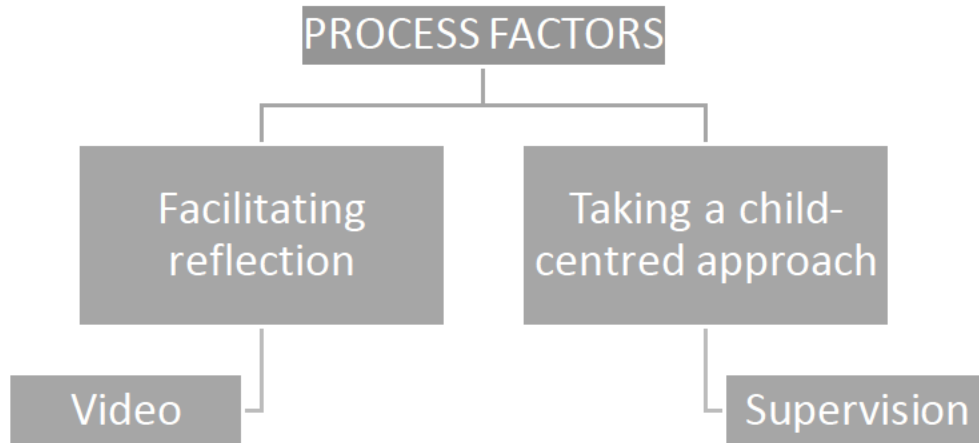 PROCESS FACTORS
Facilitating
reflection
Taking a child-
centred approach
Video
Supervision